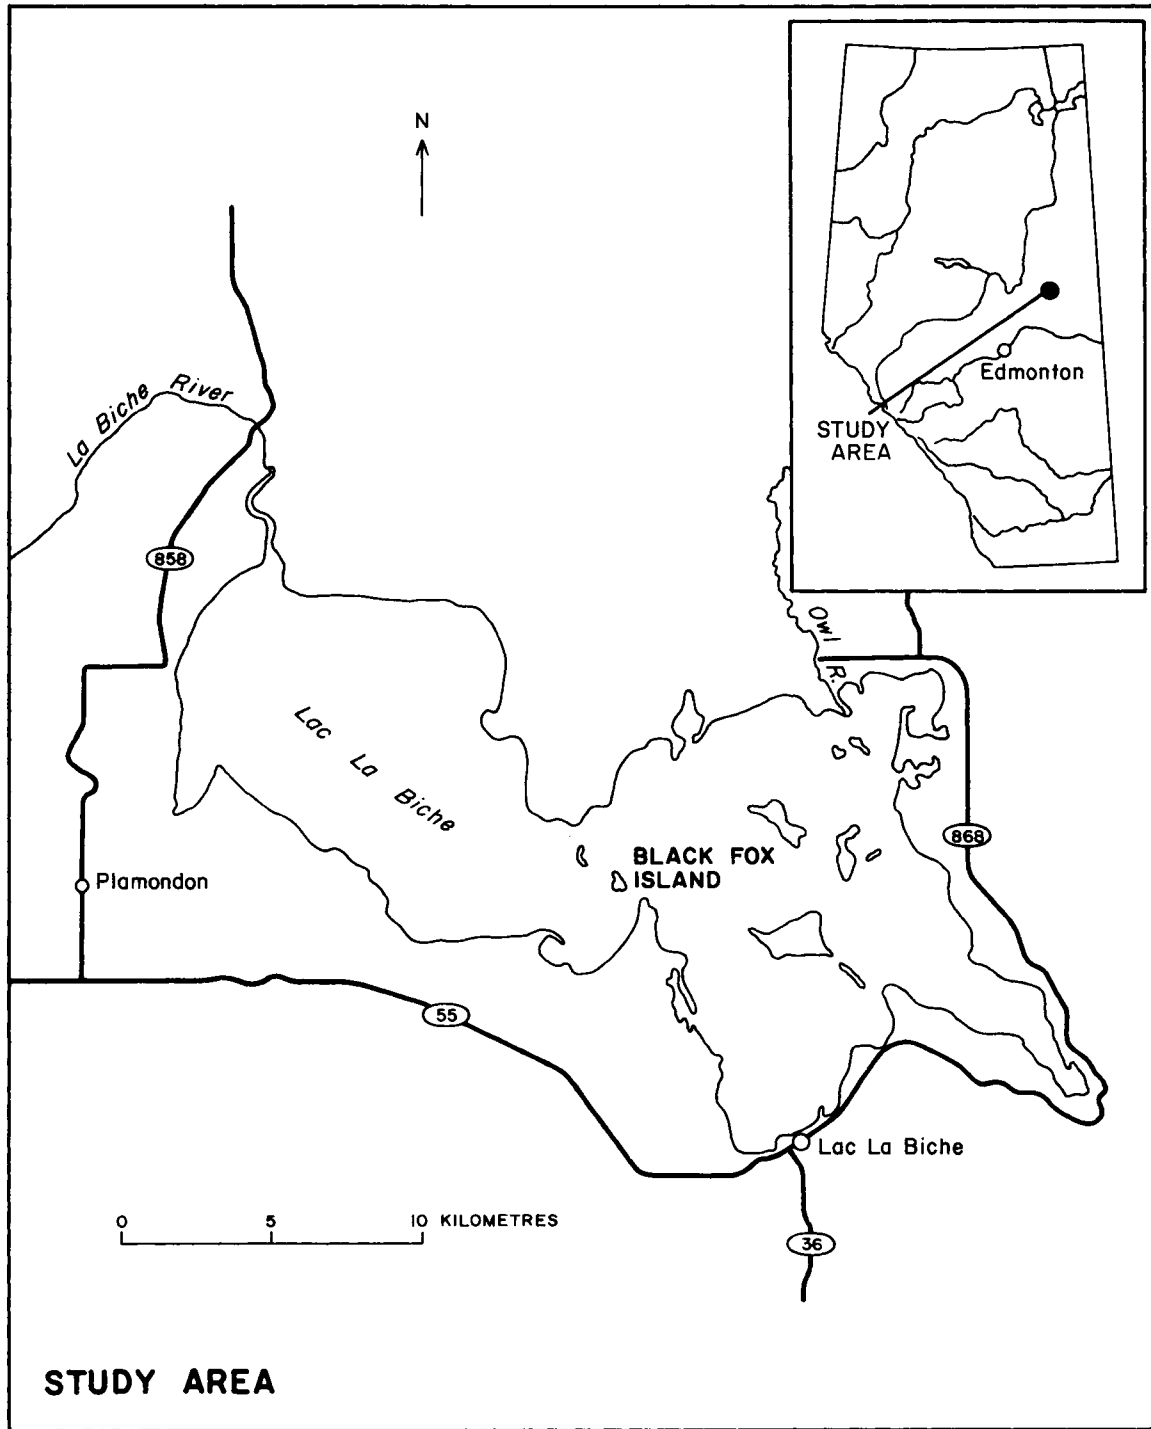 N
Edmonton
STUDY
AREA
La Biche River
858
Owl
R.
Lac La Biche
868
BLACK FOX
ISLAND
Plamondon
55
Lac La Biche
0 5 10 KILOMETRES
36
STUDY AREA